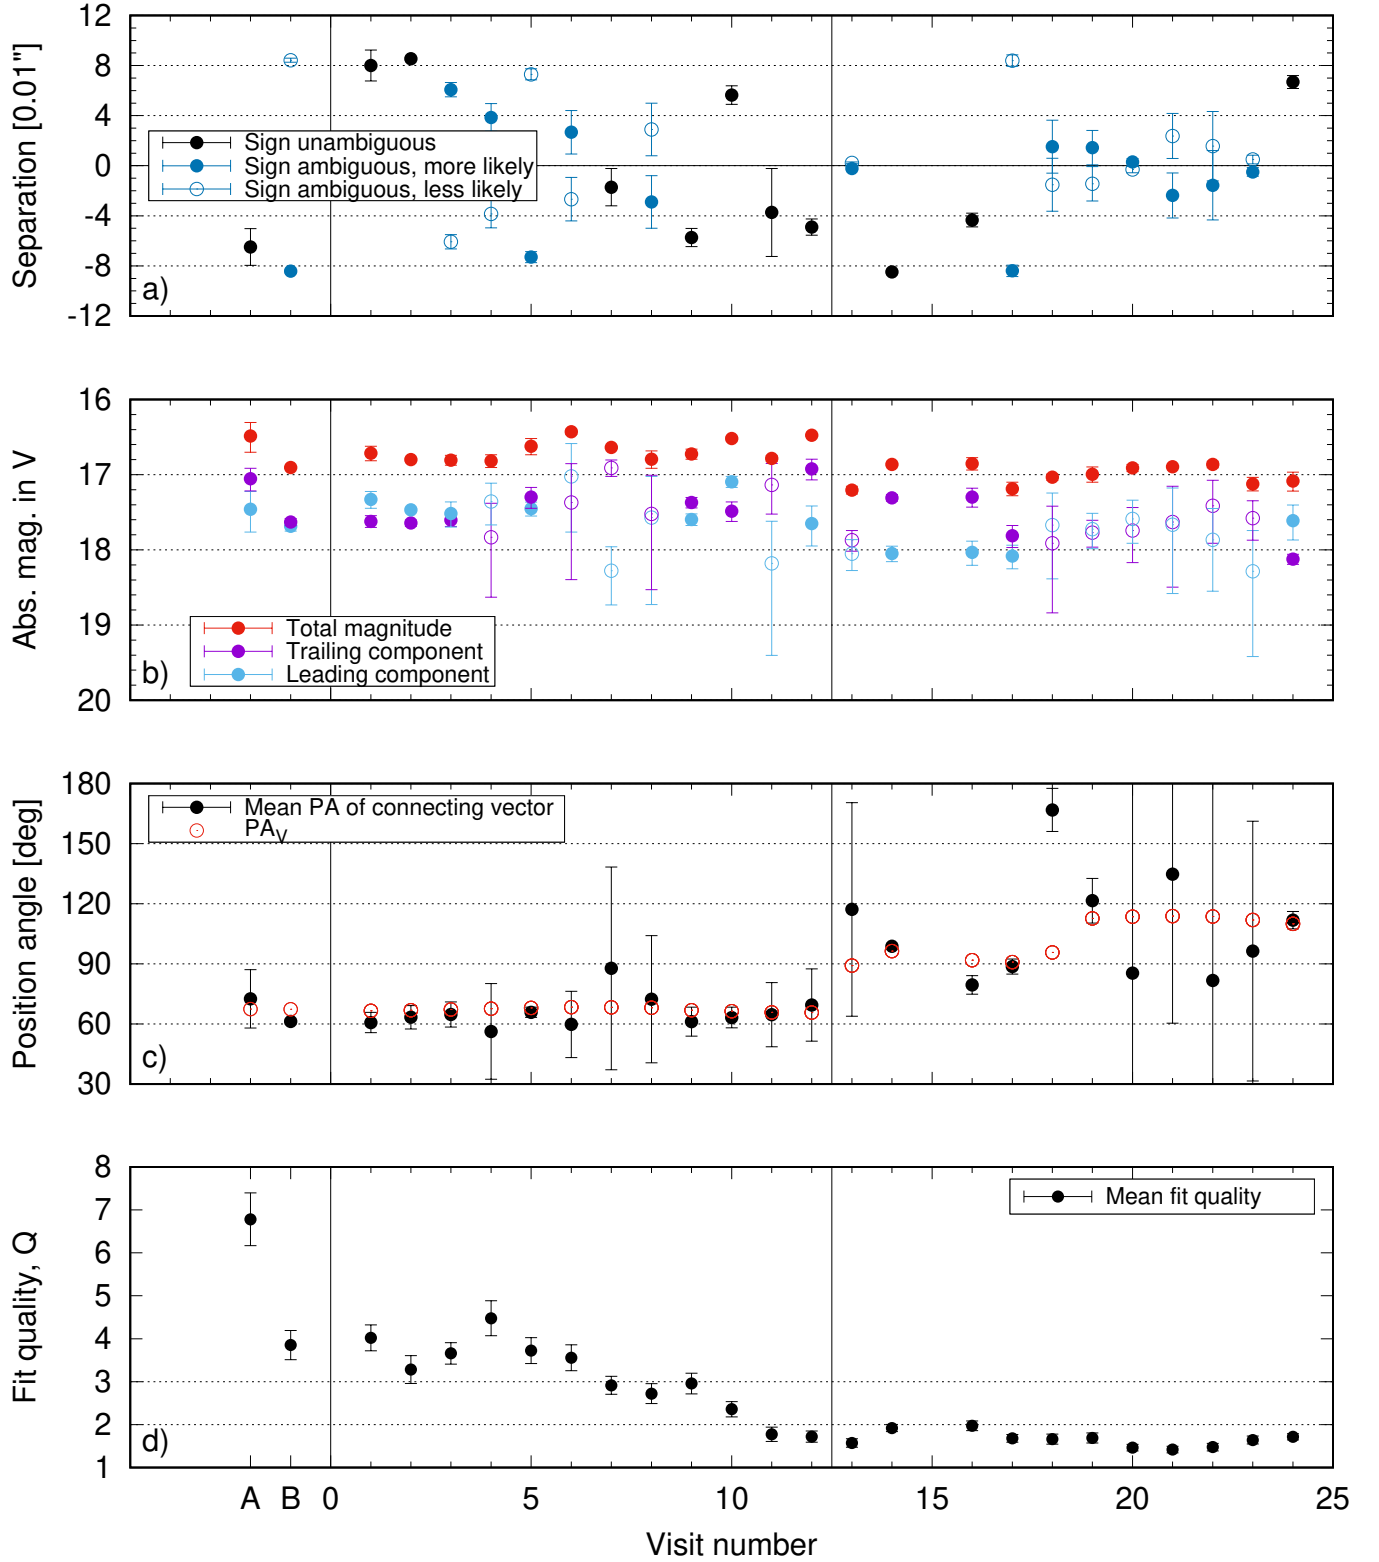 Separation [0.01"]
12
8
4
0
-4
-8
-12
Sign unambiguous
Sign ambiguous, more likely
Sign ambiguous, less likely
a)
Abs. mag. in V
16
17
18
19
20
Total magnitude
Trailing component
Leading component
b)
Position angle [deg]
180
150
120
90
60
30
Mean PA of connecting vector
PA_V
c)
Fit quality, Q
8
7
6
5
4
3
2
1
Mean fit quality
d)
A B 0 5 10 15 20 25
Visit number